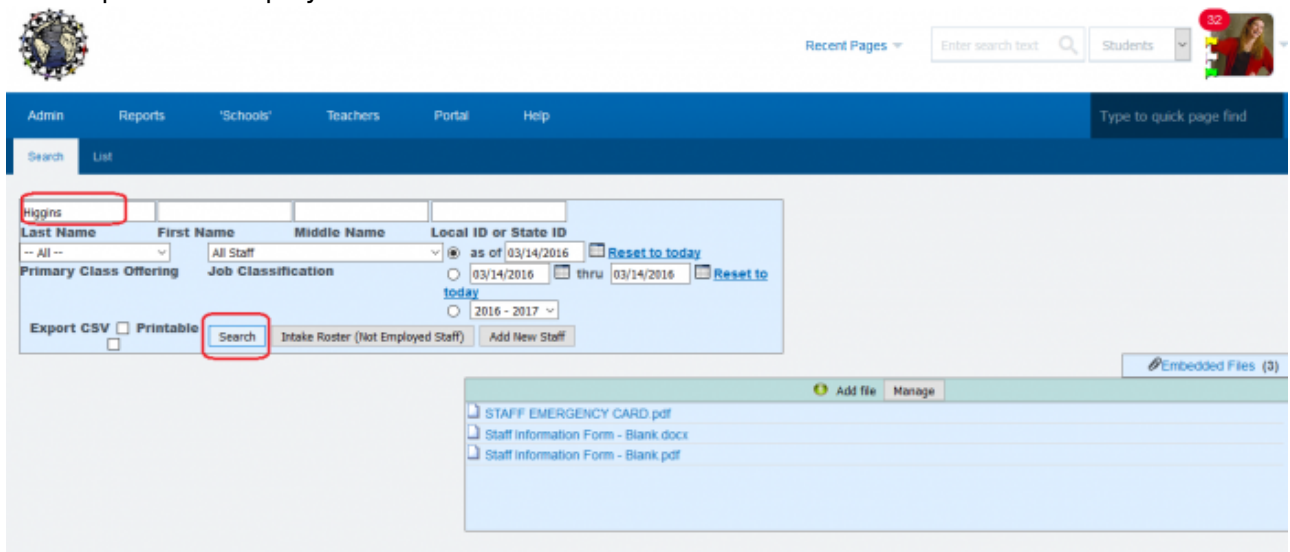 32
Recent Pages Enter search text Students
Admin Reports 'Schools' Teachers Portal Help Type to quick page find
Search List
Higgins
Last Name First Name Middle Name Local ID or State ID
-- All -- All Staff as of 03/14/2016 Reset to today
Primary Class Offering Job Classification 03/14/2016 thru 03/14/2016 Reset to
today
2016 - 2017
Export CSV Printable Search Intake Roster (Not Employed Staff) Add New Staff
Embedded Files (3)
Add file Manage
STAFF EMERGENCY CARD.pdf
Staff Information Form - Blank.docx
Staff Information Form - Blank.pdf